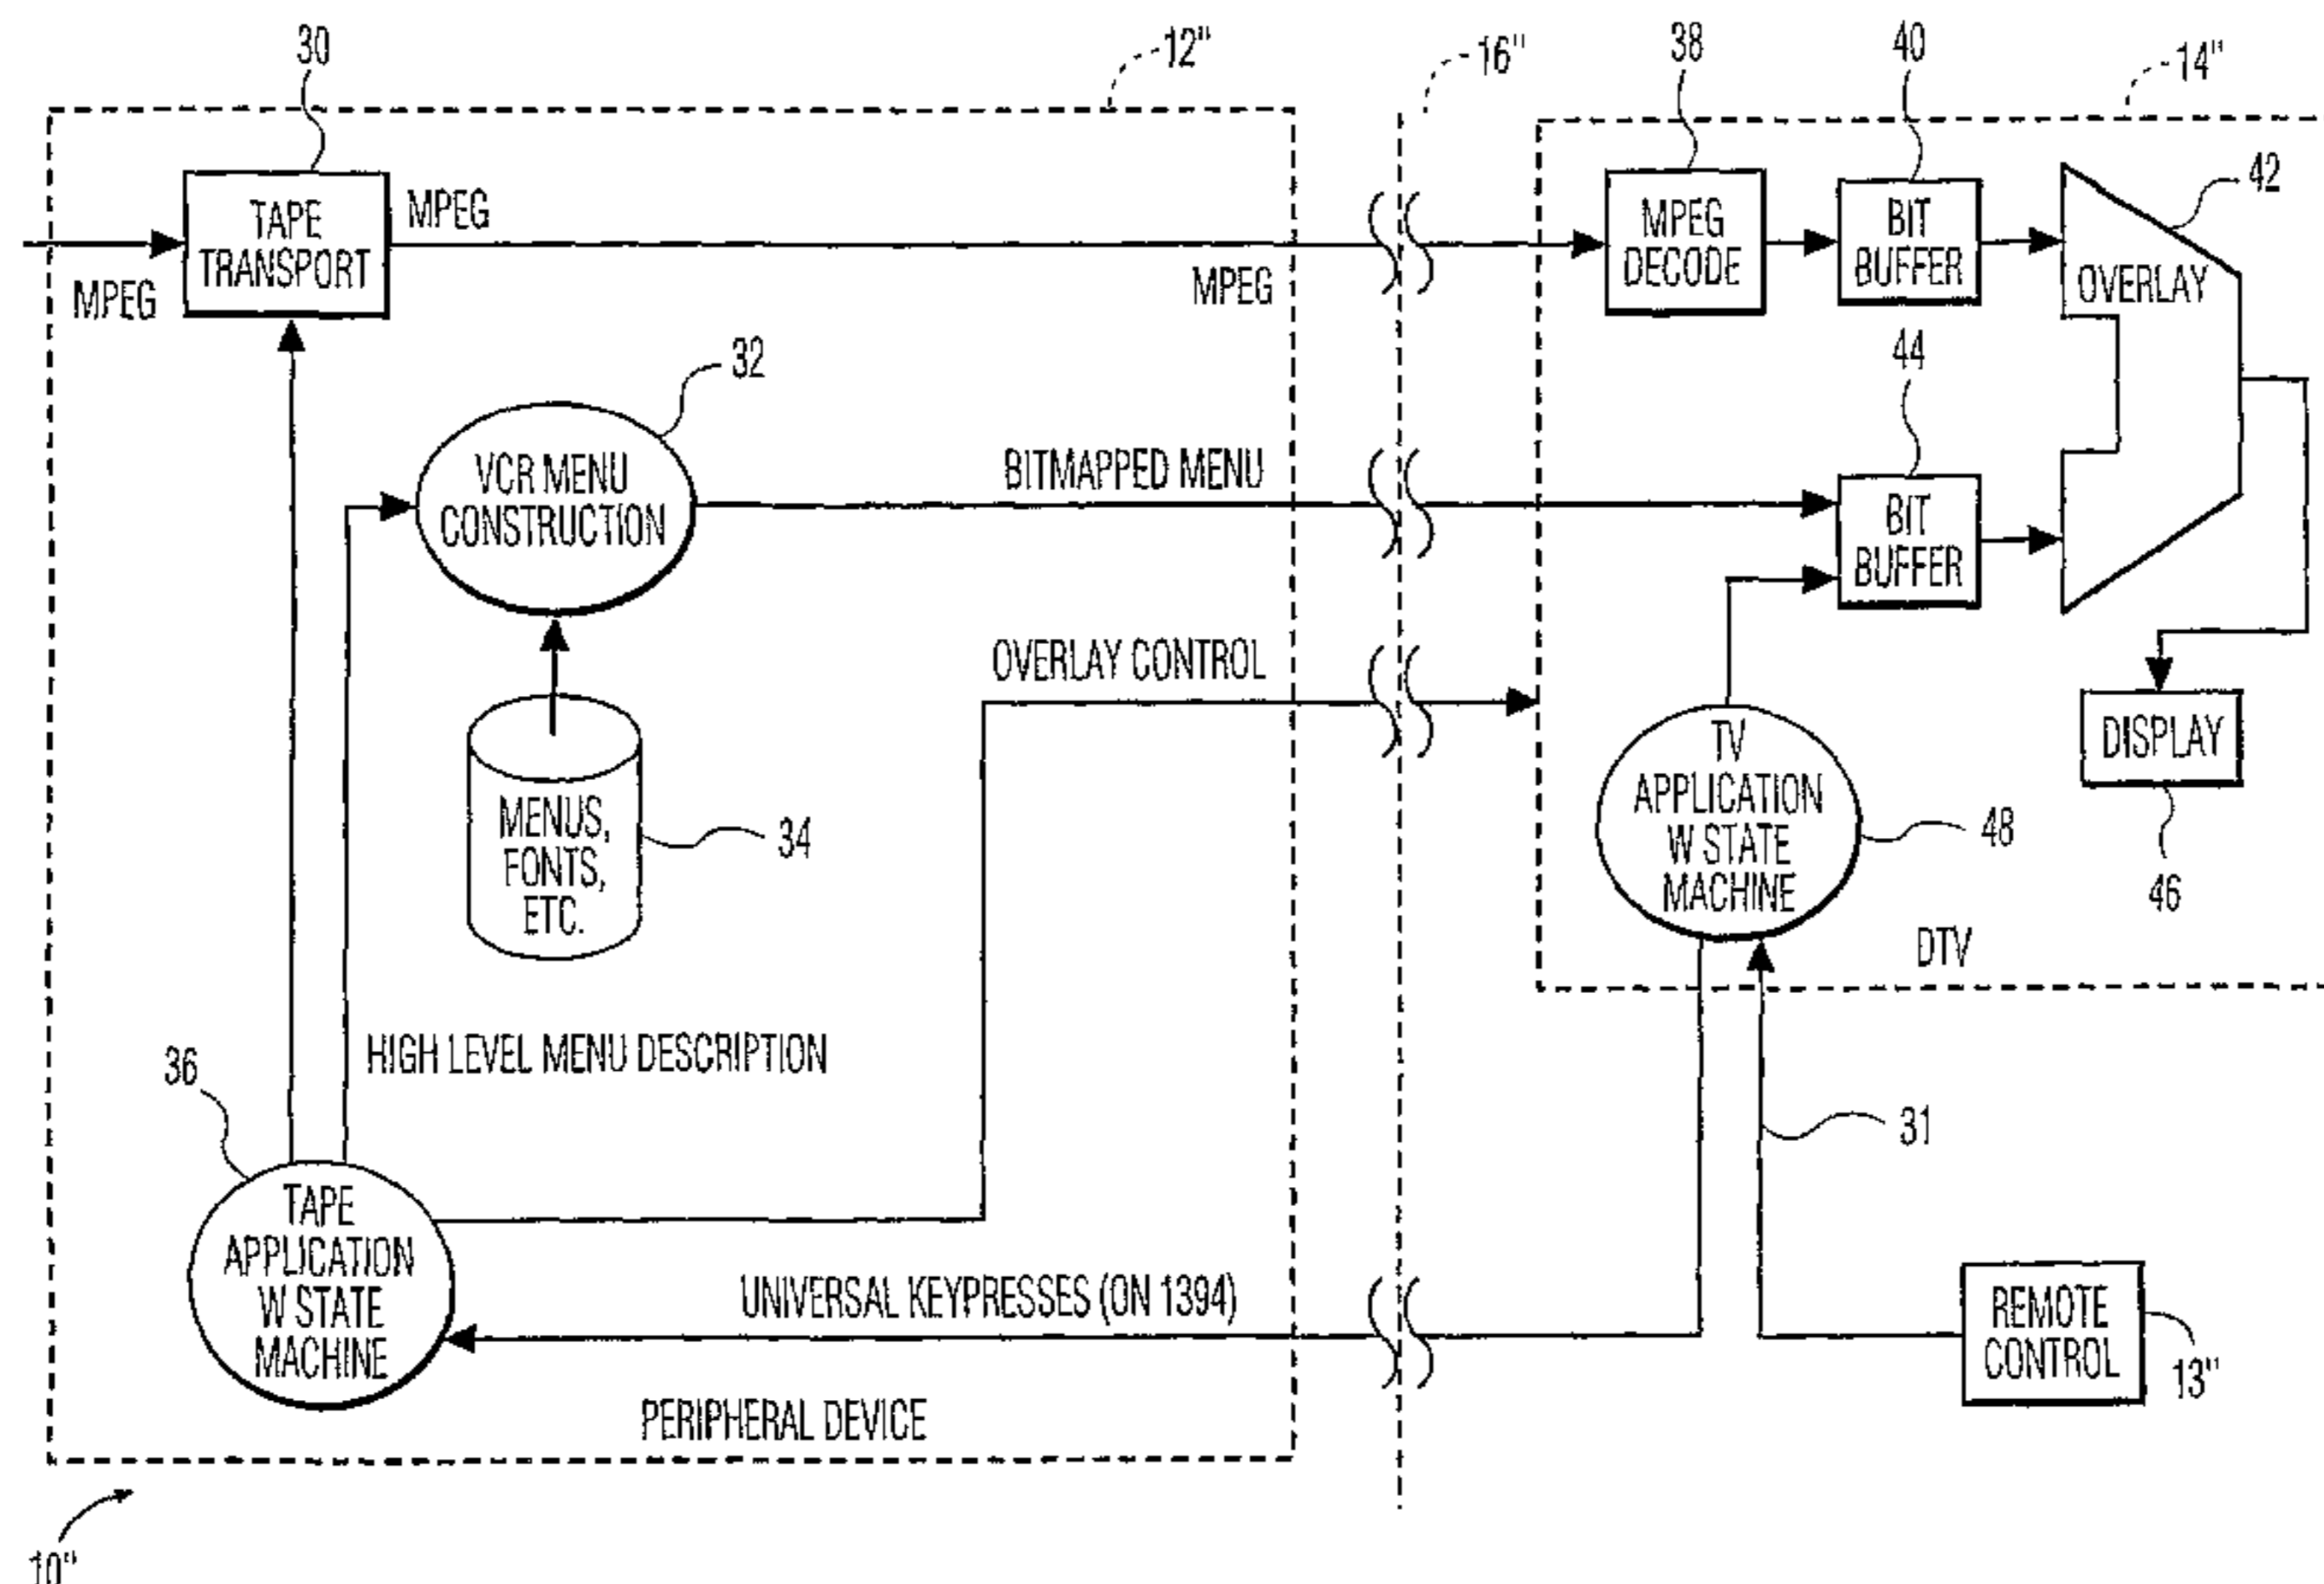 30
12"
16"
38
40
14"
42
TAPE
TRANSPORT
MPEG
MPEG
MPEG
MPEG
DECODE
BIT
BUFFER
OVERLAY
32
44
VCR MENU
CONSTRUCTION
BITMAPPED MENU
BIT
BUFFER
OVERLAY CONTROL
MENUS,
FONTS,
ETC.
34
TV
APPLICATION
W STATE
MACHINE
48
DISPLAY
46
DTV
HIGH LEVEL MENU DESCRIPTION
36
31
TAPE
APPLICATION
W STATE
MACHINE
UNIVERSAL KEYPRESSES (ON 1394)
REMOTE
CONTROL
13"
PERIPHERAL DEVICE
10"